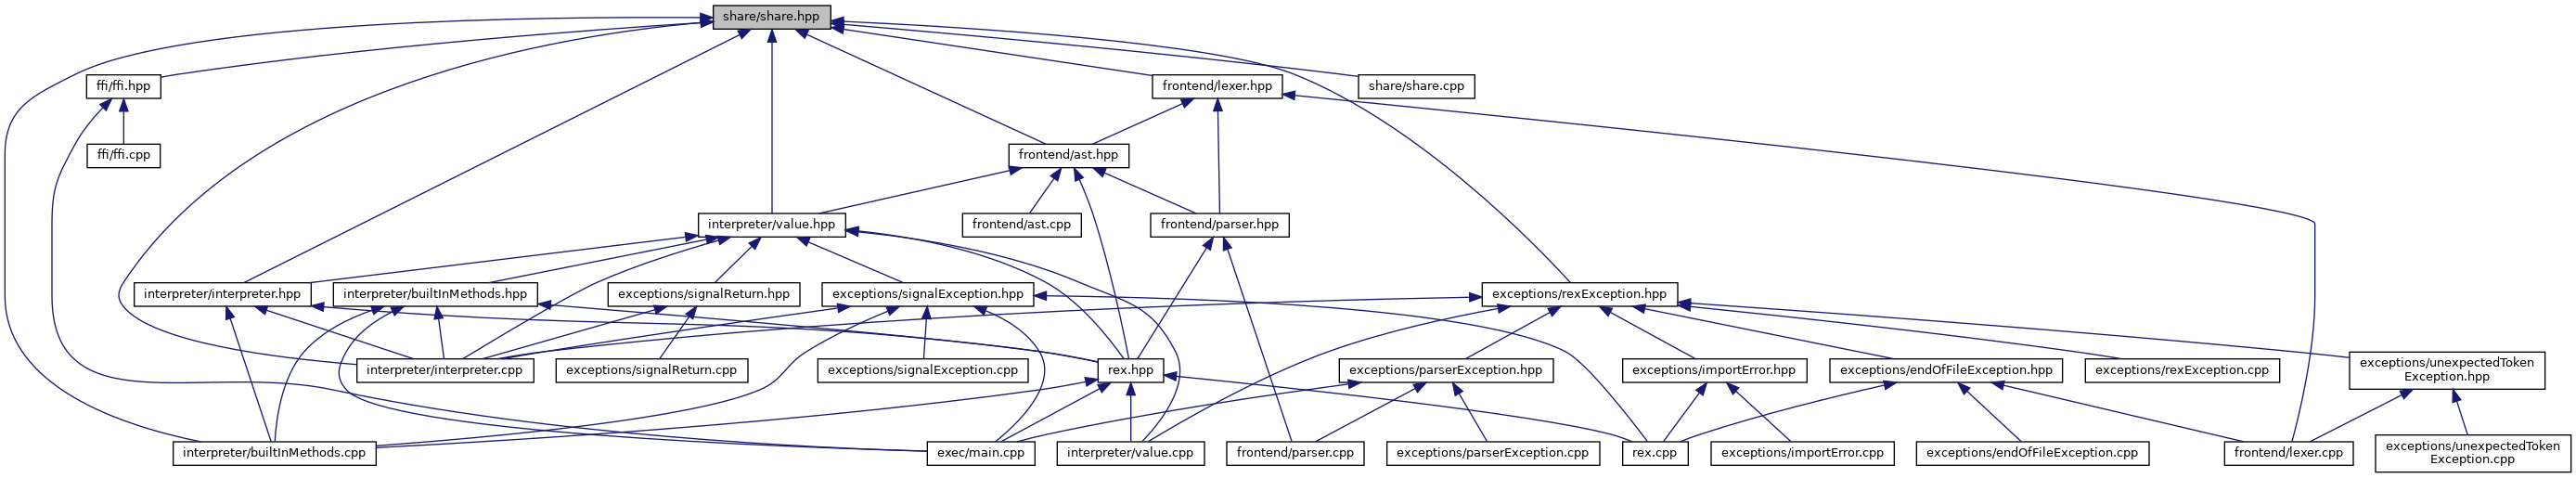 share/share.hpp
ffi/ffi.hpp
frontend/lexer.hpp
share/share.cpp
ffi/ffi.cpp
frontend/ast.hpp
interpreter/value.hpp
frontend/ast.cpp
frontend/parser.hpp
interpreter/interpreter.hpp
interpreter/builtInMethods.hpp
exceptions/signalReturn.hpp
exceptions/signalException.hpp
exceptions/rexException.hpp
interpreter/interpreter.cpp
exceptions/signalReturn.cpp
exceptions/signalException.cpp
rex.hpp
exceptions/parserException.hpp
exceptions/importError.hpp
exceptions/endOfFileException.hpp
exceptions/rexException.cpp
exceptions/unexpectedToken
Exception.hpp
interpreter/builtInMethods.cpp
exec/main.cpp
interpreter/value.cpp
frontend/parser.cpp
exceptions/parserException.cpp
rex.cpp
exceptions/importError.cpp
exceptions/endOfFileException.cpp
frontend/lexer.cpp
exceptions/unexpectedToken
Exception.cpp